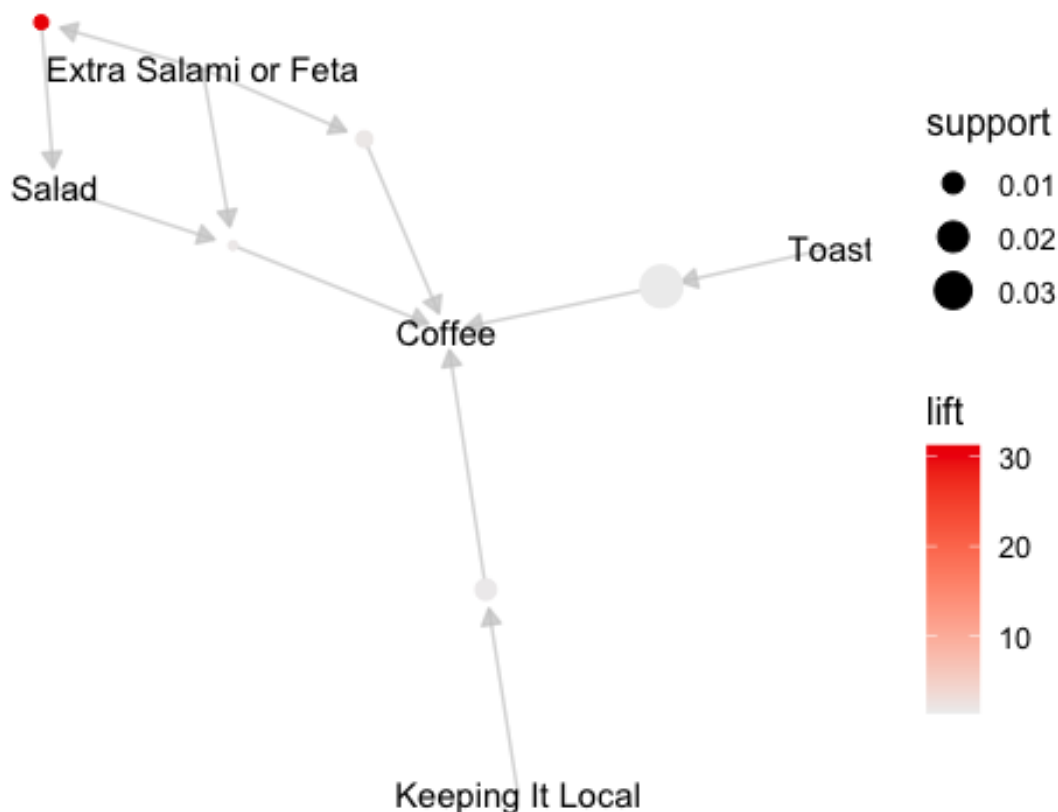 Extra Salami or Feta
support
0.01
Salad
0.02
Toast
0.03
Coffee
lift
30
20
10
Keeping It Local